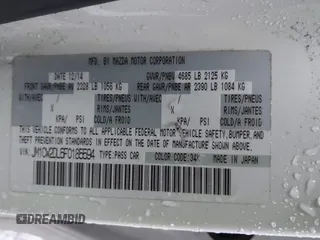 MFD. BY MAZDA MOTOR CORPORATION
DATE: 12/14 GVWR/PNBV 4685 LB 2125 KG
FRONT GAWR/PNBE AV 2328 LB 1056 KG REAR GAWR/PNBE AR 2390 LB 1084 KG
TIRES/PNEUS TIRES/PNEUS
RIMS/JANTES RIMS/JANTES
KPA/ KPA/
PSI COLD/A FROID PSI COLD/A FROID
THIS VEHICLE CONFORMS TO ALL APPLICABLE FEDERAL MOTOR VEHICLE SAFETY, BUMPER, AND
THEFT PREVENTION STANDARDS IN EFFECT ON THE DATE OF MANUFACTURE SHOWN ABOVE.
COLOR CODE: 34K
TYPE: PASS CAR MADE IN JAPAN
DREAMBID